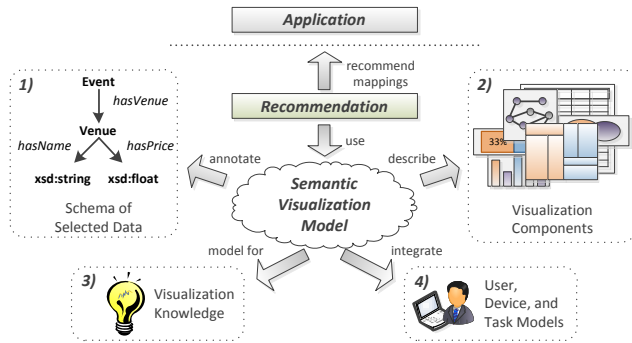 Application
recommend
mappings
Recommendation
use
1)
Event
hasVenue
Venue
hasName
hasPrice
xsd:string
xsd:float
Schema of
Selected Data
annotate
describe
Semantic
Visualization
Model
2)
33%
Visualization
Components
model for
integrate
3)
Visualization
Knowledge
4)
User,
Device, and
Task Models